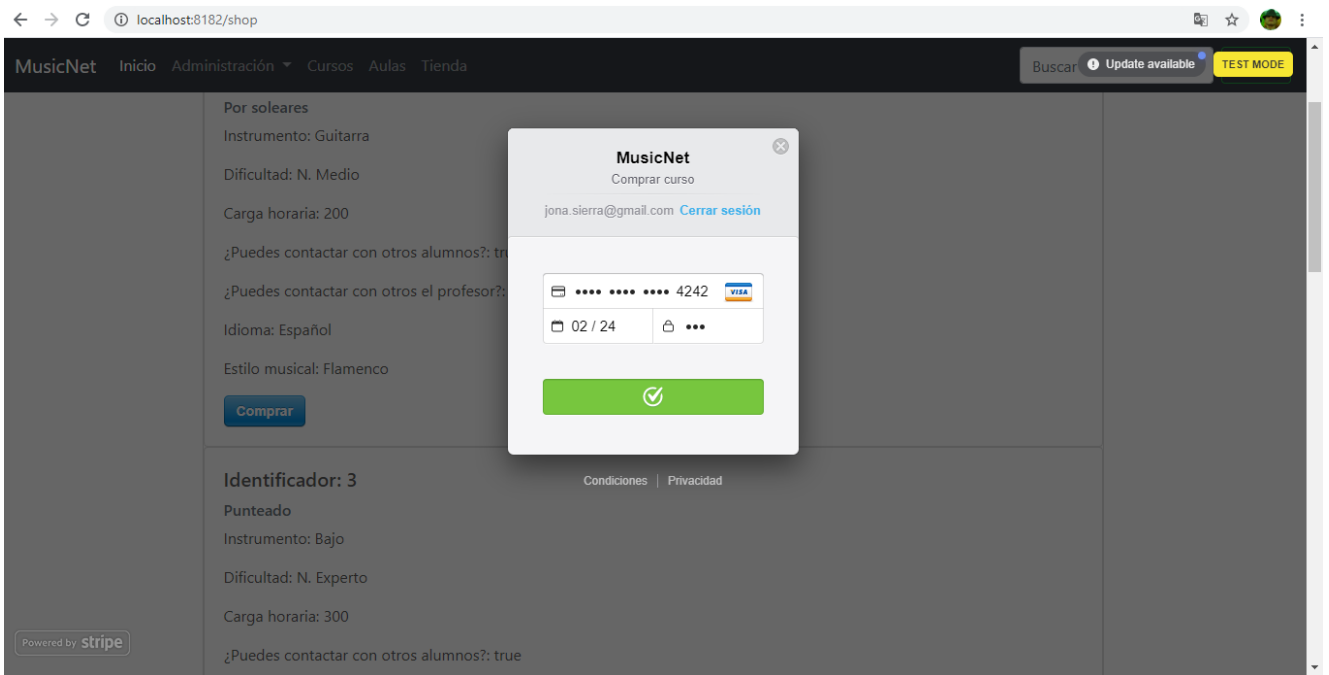 localhost:8182/shop
MusicNet Inicio Administración Cursos Aulas Tienda Buscar Update available TEST MODE
Por soleares
Instrumento: Guitarra
Dificultad: N. Medio
Carga horaria: 200
¿Puedes contactar con otros alumnos?:
¿Puedes contactar con otros el profesor?:
Idioma: Español
Estilo musical: Flamenco
Comprar
MusicNet
Comprar curso
jona.sierra@gmail.com Cerrar sesión
•••• •••• •••• 4242 VISA
02 / 24 •••
Condiciones | Privacidad
Identificador: 3
Punteado
Instrumento: Bajo
Dificultad: N. Experto
Carga horaria: 300
¿Puedes contactar con otros alumnos?: true
Powered by stripe